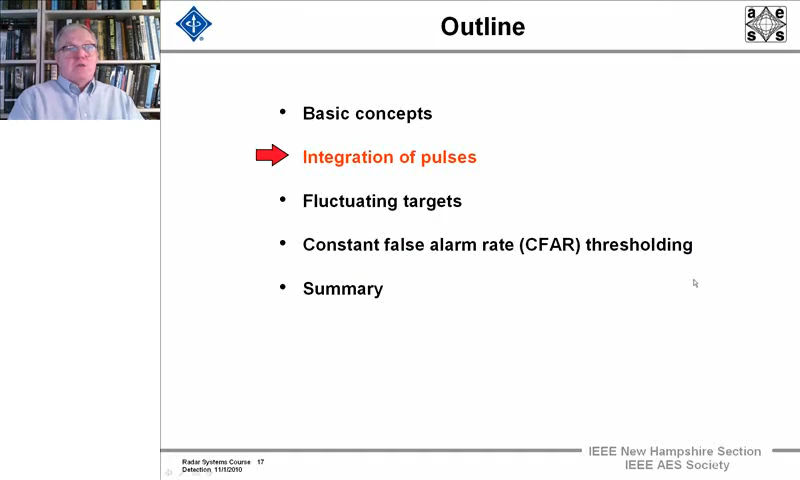 Outline
a e
s s
Basic concepts
Integration of pulses
Fluctuating targets
Constant false alarm rate (CFAR) thresholding
Summary
Radar Systems Course 17
Detection 11/1/2010
IEEE New Hampshire Section
IEEE AES Society